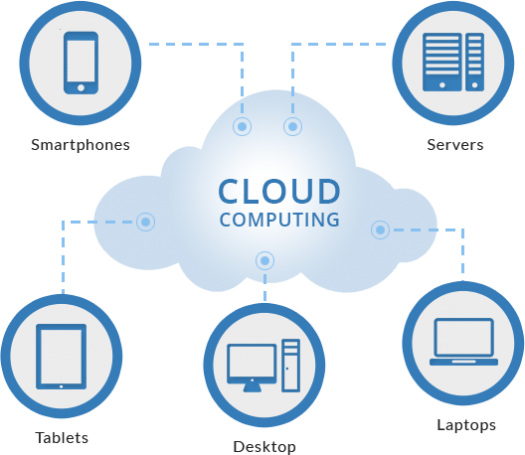 Smartphones
Servers
CLOUD
COMPUTING
Tablets
Desktop
Laptops